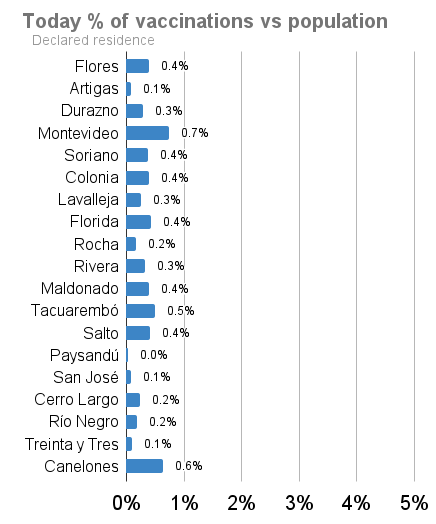 Today % of vaccinations vs population
Declared residence
Flores 0.4%
Artigas 0.1%
Durazno 0.3%
Montevideo 0.7%
Soriano 0.4%
Colonia 0.4%
Lavalleja 0.3%
Florida 0.4%
Rocha 0.2%
Rivera 0.3%
Maldonado 0.4%
Tacuarembó 0.5%
Salto 0.4%
Paysandú 0.0%
San José 0.1%
Cerro Largo 0.2%
Río Negro 0.2%
Treinta y Tres 0.1%
Canelones 0.6%
0% 1% 2% 3% 4% 5%